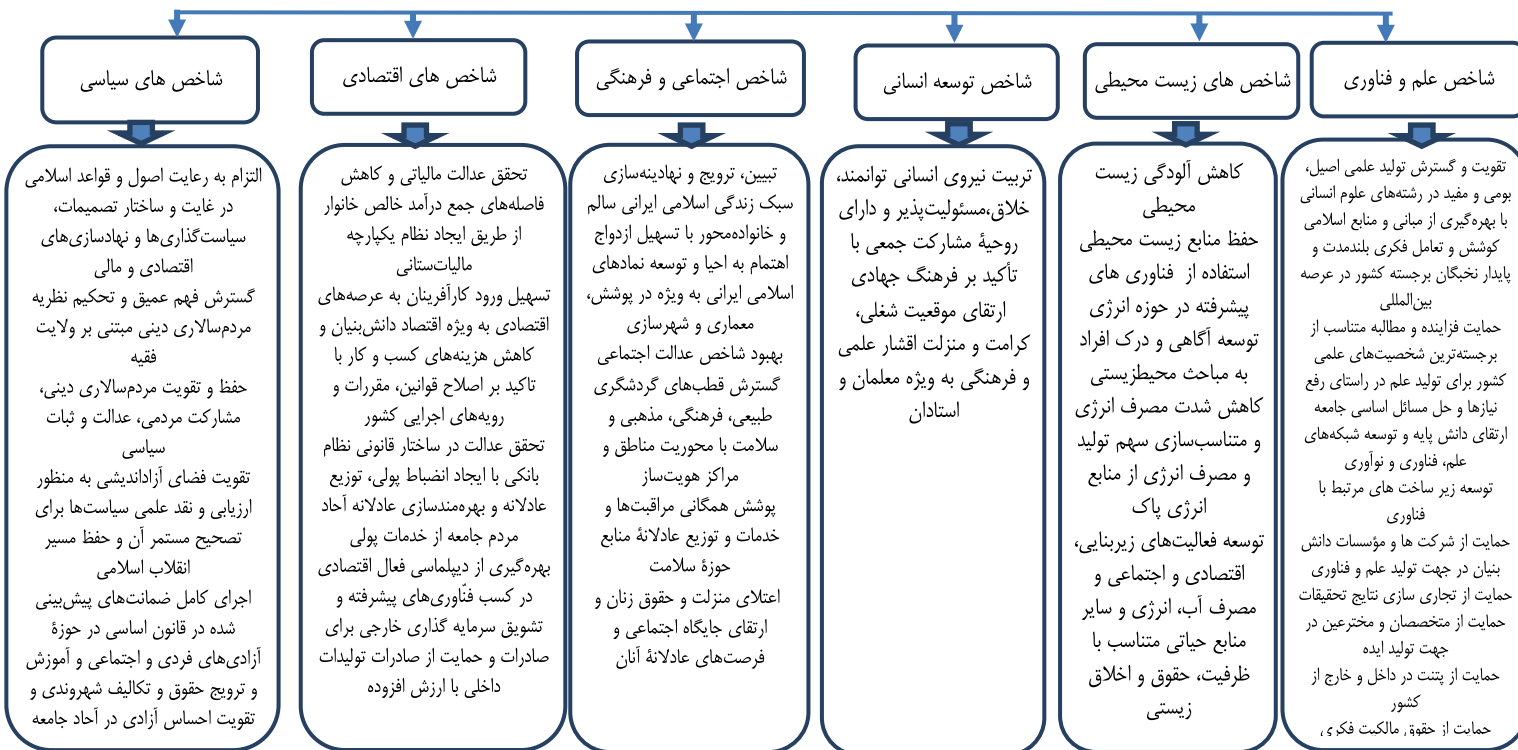 شاخص علم و فناوری
تقویت و گسترش تولید علمی اصیل،
بومی و مفید در رشته‌های علوم انسانی
با بهره‌گیری از مبانی و منابع اسلامی
کوشش و تعامل فکری بلندمدت و
پایدار نخبگان برجسته کشور در عرصه
بین‌المللی
حمایت فزاینده و مطالبه متناسب از
برجسته‌ترین شخصیت‌های علمی
کشور برای تولید علم در راستای رفع
نیازها و حل مسائل اساسی جامعه
ارتقای دانش پایه و توسعه شبکه‌های
علم، فناوری و نوآوری
توسعه زیر ساخت های مرتبط با
فناوری
حمایت از شرکت ها و مؤسسات دانش
بنیان در جهت تولید علم و فناوری
حمایت از تجاری سازی نتایج تحقیقات
حمایت از متخصصان و مخترعین در
جهت تولید ایده
حمایت از پتنت در داخل و خارج از
کشور
حمایت از حقوق مالکیت فکری
شاخص های زیست محیطی
کاهش آلودگی زیست
محیطی
حفظ منابع زیست محیطی
استفاده از فناوری های
پیشرفته در حوزه انرژی
توسعه آگاهی و درک افراد
به مباحث محیط‌زیستی
کاهش شدت مصرف انرژی
و متناسب‌سازی سهم تولید
و مصرف انرژی از منابع
انرژی پاک
توسعه فعالیت‌های زیربنایی،
اقتصادی و اجتماعی و
مصرف آب، انرژی و سایر
منابع حیاتی متناسب با
ظرفیت، حقوق و اخلاق
زیستی
شاخص توسعه انسانی
تربیت نیروی انسانی توانمند،
خلاق،مسئولیت‌پذیر و دارای
روحیهٔ مشارکت جمعی با
تأکید بر فرهنگ جهادی
ارتقای موقعیت شغلی،
کرامت و منزلت اقشار علمی
و فرهنگی به ویژه معلمان و
استادان
شاخص اجتماعی و فرهنگی
تبیین، ترویج و نهادینه‌سازی
سبک زندگی اسلامی ایرانی سالم
و خانواده‌محور با تسهیل ازدواج
اهتمام به احیا و توسعه نمادهای
اسلامی ایرانی به ویژه در پوشش،
معماری و شهرسازی
بهبود شاخص عدالت اجتماعی
گسترش قطب‌های گردشگری
طبیعی، فرهنگی، مذهبی و
سلامت با محوریت مناطق و
مراکز هویت‌ساز
پوشش همگانی مراقبت‌ها و
خدمات و توزیع عادلانهٔ منابع
حوزهٔ سلامت
اعتلای منزلت و حقوق زنان و
ارتقای جایگاه اجتماعی و
فرصت‌های عادلانهٔ آنان
شاخص های اقتصادی
تحقق عدالت مالیاتی و کاهش
فاصله‌های جمع درآمد خالص خانوار
از طریق ایجاد نظام یکپارچه
مالیات‌ستانی
تسهیل ورود کارآفرینان به عرصه‌های
اقتصادی به ویژه اقتصاد دانش‌بنیان و
کاهش هزینه‌های کسب و کار با
تاکید بر اصلاح قوانین، مقررات و
رویه‌های اجرایی کشور
تحقق عدالت در ساختار قانونی نظام
بانکی با ایجاد انضباط پولی، توزیع
عادلانه و بهره‌مندسازی عادلانه آحاد
مردم جامعه از خدمات پولی
بهره‌گیری از دیپلماسی فعال اقتصادی
در کسب فنّاوری‌های پیشرفته و
تشویق سرمایه گذاری خارجی برای
صادرات و حمایت از صادرات تولیدات
داخلی با ارزش افزوده
شاخص های سیاسی
التزام به رعایت اصول و قواعد اسلامی
در غایت و ساختار تصمیمات،
سیاست‌گذاری‌ها و نهادسازی‌های
اقتصادی و مالی
گسترش فهم عمیق و تحکیم نظریه
مردم‌سالاری دینی مبتنی بر ولایت
فقیه
حفظ و تقویت مردم‌سالاری دینی،
مشارکت مردمی، عدالت و ثبات
سیاسی
تقویت فضای آزاداندیشی به منظور
ارزیابی و نقد علمی سیاست‌ها برای
تصحیح مستمر آن و حفظ مسیر
انقلاب اسلامی
اجرای کامل ضمانت‌های پیش‌بینی
شده در قانون اساسی در حوزهٔ
آزادی‌های فردی و اجتماعی و آموزش
و ترویج حقوق و تکالیف شهروندی و
تقویت احساس آزادی در آحاد جامعه